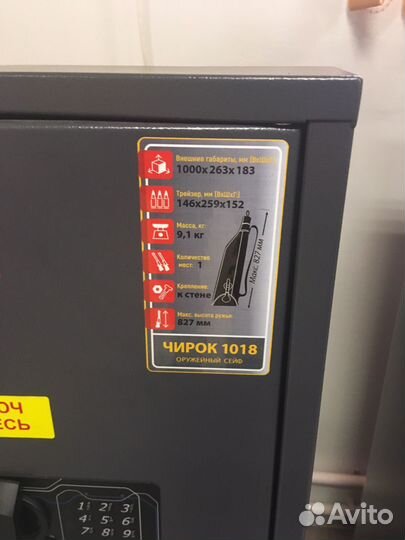 Внешние габариты, мм (ВхШхГ):
1000x263x183
Трейзер, мм (ВхШхГ):
146x259x152
Масса, кг:
9,1 кг
Количество
мест: 1
Крепление:
к стене
Макс. высота ружья:
827 мм
Макс. 827 мм
ЧИРОК 1018
ОРУЖЕЙНЫЙ СЕЙФ
ЮЧ
ЕСЬ
1 2 3
4 5 6
7 8 9
Avito